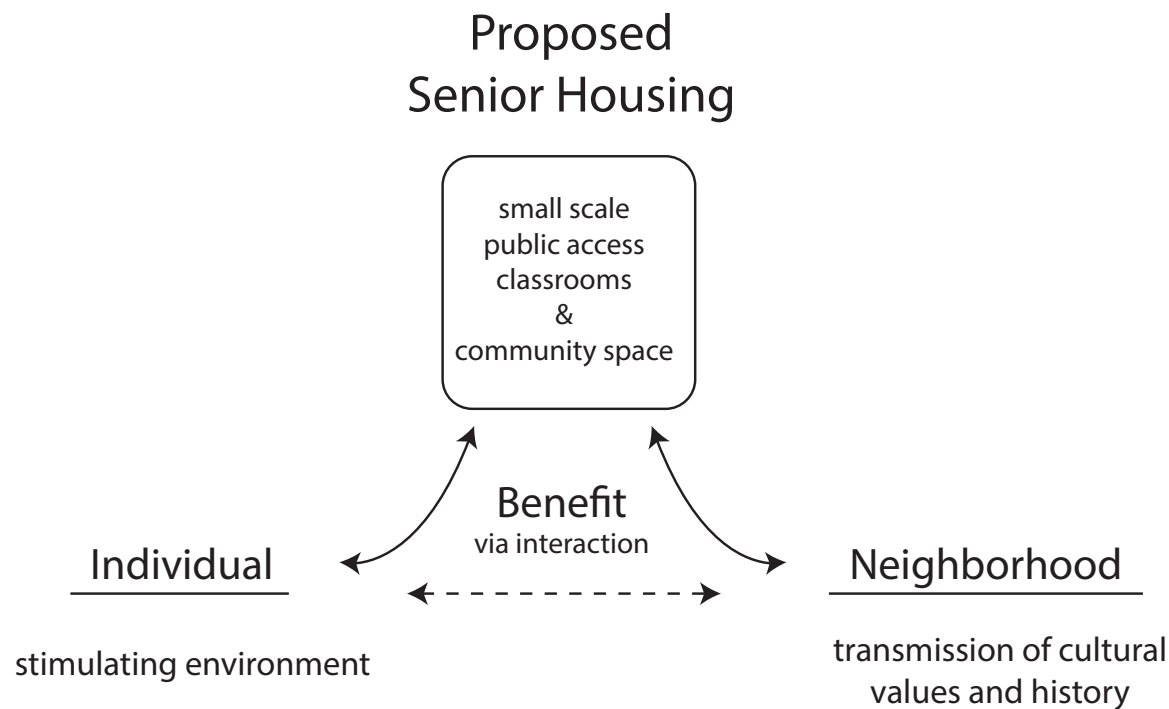 Proposed
Senior Housing
small scale
public access
classrooms
&
community space
Benefit
via interaction
Individual
stimulating environment
Neighborhood
transmission of cultural
values and history